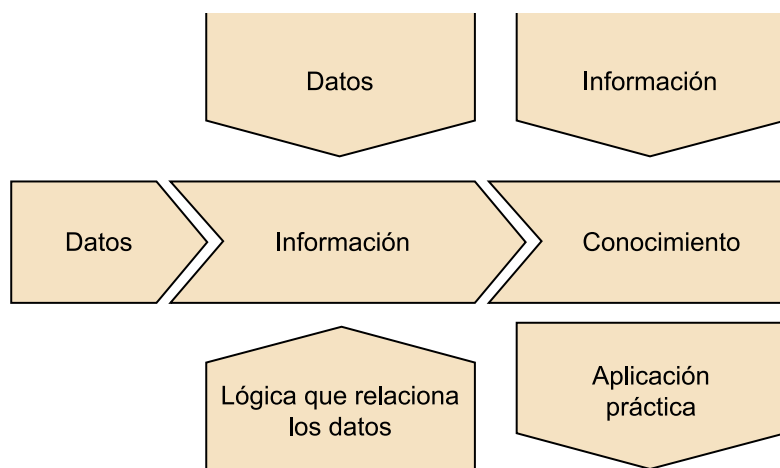 Datos
Información
Datos
Información
Conocimiento
Lógica que relaciona
los datos
Aplicación
práctica